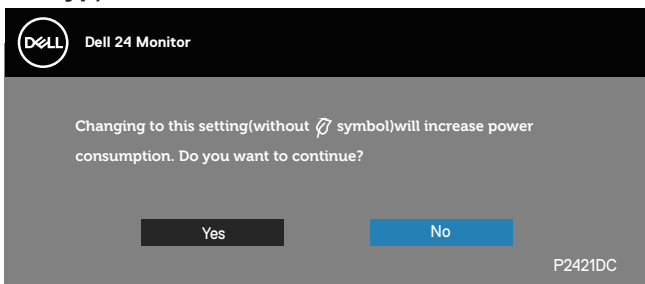 DELL
Dell 24 Monitor
Changing to this setting(without symbol)will increase power
consumption. Do you want to continue?
Yes
No
P2421DC